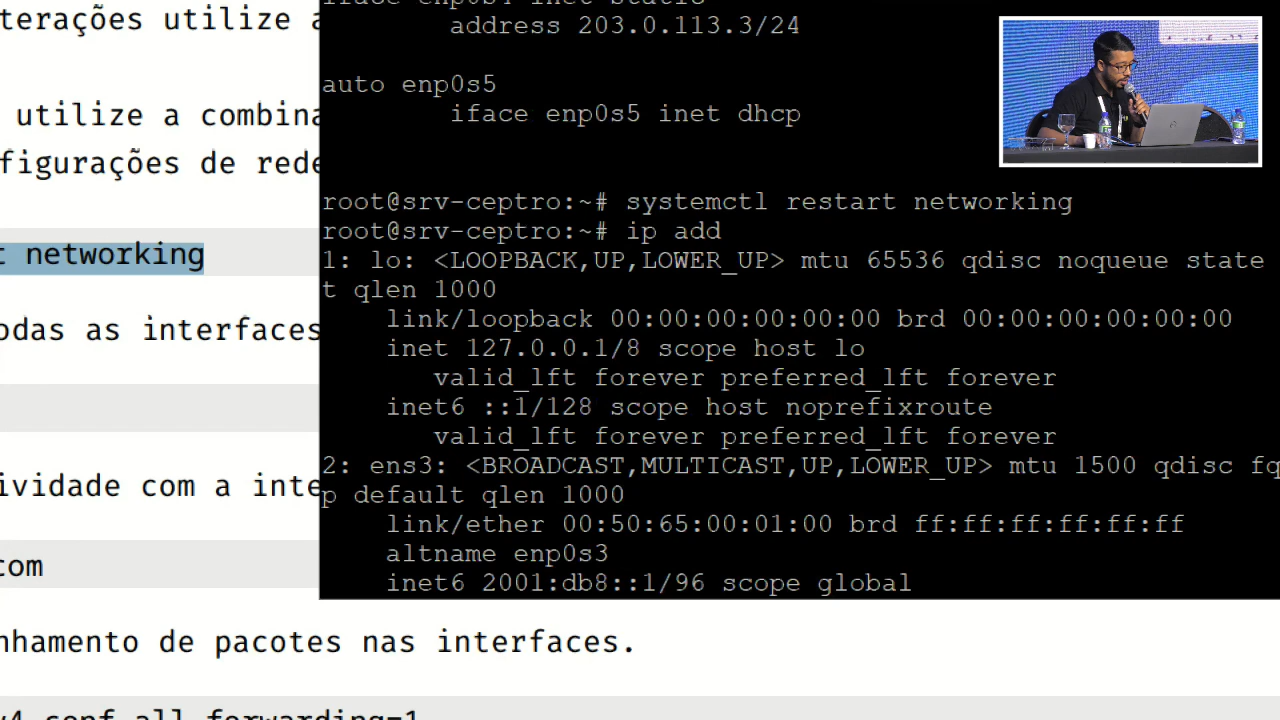 terações utilize a
utilize a combina
figurações de rede
t networking
odas as interfaces
ividade com a inte
com
nhamento de pacotes nas interfaces.
v4.conf.all.forwarding=1
address 203.0.113.3/24
auto enp0s5
iface enp0s5 inet dhcp
root@srv-ceptro:~# systemctl restart networking
root@srv-ceptro:~# ip add
1: lo: <LOOPBACK,UP,LOWER_UP> mtu 65536 qdisc noqueue state
t qlen 1000
link/loopback 00:00:00:00:00:00 brd 00:00:00:00:00:00
inet 127.0.0.1/8 scope host lo
valid_lft forever preferred_lft forever
inet6 ::1/128 scope host noprefixroute
valid_lft forever preferred_lft forever
2: ens3: <BROADCAST,MULTICAST,UP,LOWER_UP> mtu 1500 qdisc fq
p default qlen 1000
link/ether 00:50:65:00:01:00 brd ff:ff:ff:ff:ff:ff
altname enp0s3
inet6 2001:db8::1/96 scope global